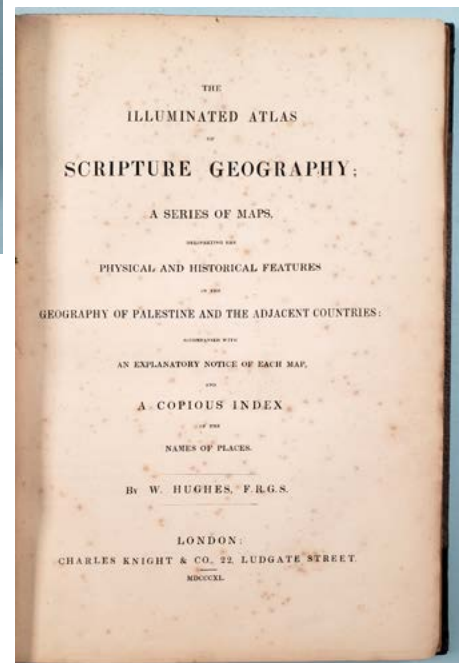 THE
ILLUMINATED ATLAS
OF
SCRIPTURE GEOGRAPHY;
A SERIES OF MAPS,
DELINEATING THE
PHYSICAL AND HISTORICAL FEATURES
IN THE
GEOGRAPHY OF PALESTINE AND THE ADJACENT COUNTRIES:
ACCOMPANIED WITH
AN EXPLANATORY NOTICE OF EACH MAP,
AND
A COPIOUS INDEX
OF THE
NAMES OF PLACES.
BY W. HUGHES, F.R.G.S.
LONDON:
CHARLES KNIGHT & CO., 22, LUDGATE STREET.
MDCCCXL.